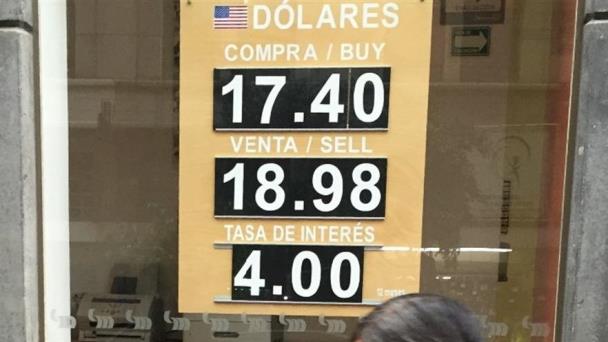 DÓLARES
COMPRA / BUY
17.40
VENTA / SELL
18.98
TASA DE INTERÉS
4.00